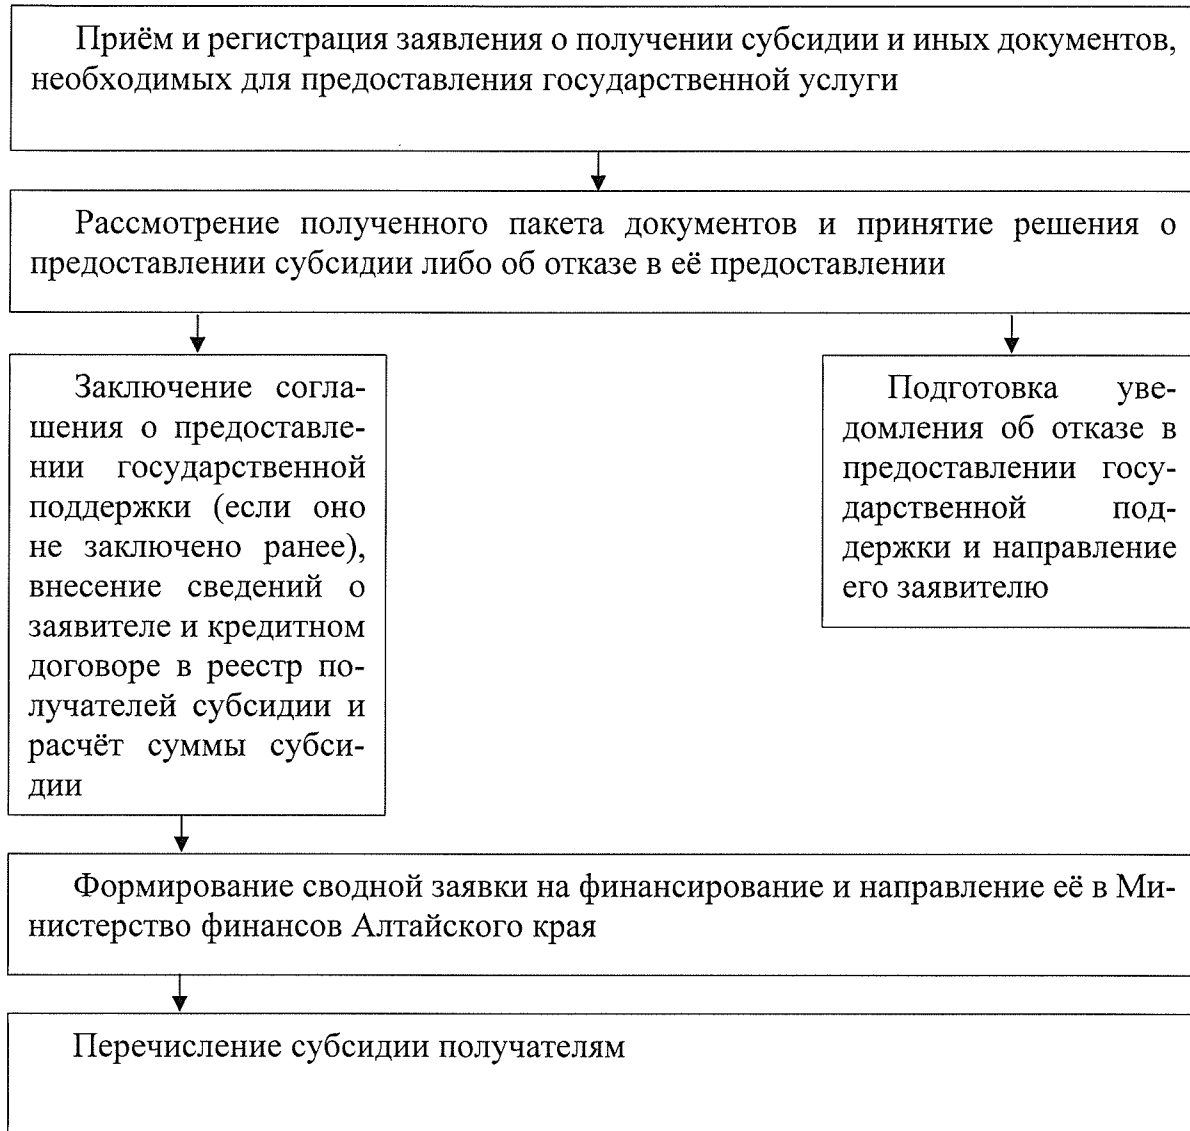 Приём и регистрация заявления о получении субсидии и иных документов,
необходимых для предоставления государственной услуги
Рассмотрение полученного пакета документов и принятие решения о
предоставлении субсидии либо об отказе в её предоставлении
Заключение согла-
шения о предоставле-
нии государственной
поддержки (если оно
не заключено ранее),
внесение сведений о
заявителе и кредитном
договоре в реестр по-
лучателей субсидии и
расчёт суммы субси-
дии
Подготовка уве-
домления об отказе в
предоставлении госу-
дарственной под-
держки и направление
его заявителю
Формирование сводной заявки на финансирование и направление её в Ми-
нистерство финансов Алтайского края
Перечисление субсидии получателям